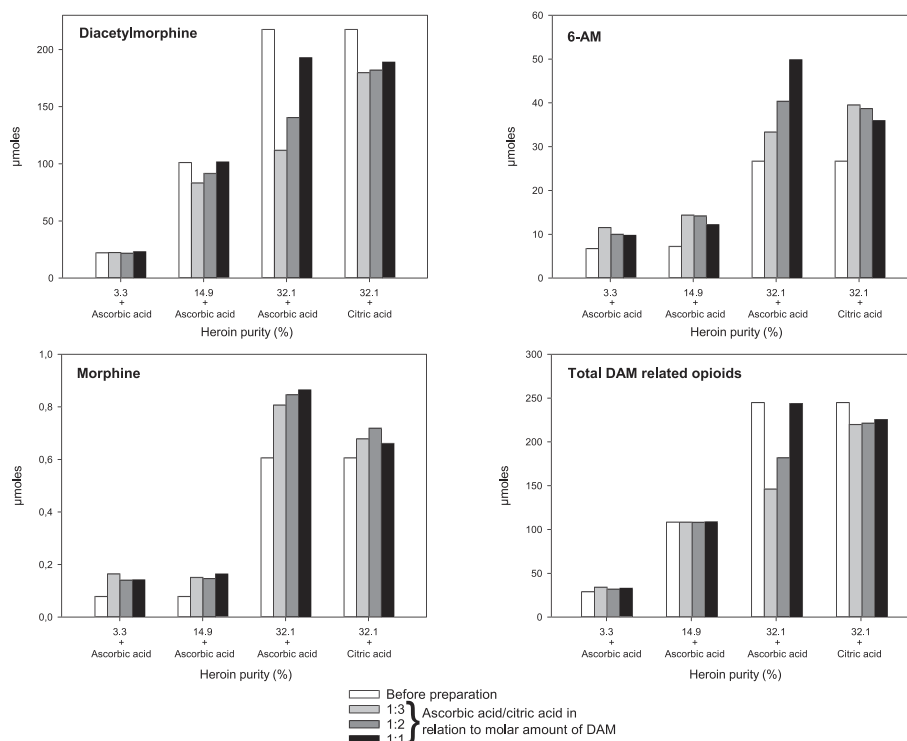 Diacetylmorphine
200
150
100
50
0
µmoles
3.3 14.9 32.1 32.1
+ + + +
Ascorbic acid Ascorbic acid Ascorbic acid Citric acid
Heroin purity (%)
6-AM
60
50
40
30
20
10
0
µmoles
3.3 14.9 32.1 32.1
+ + + +
Ascorbic acid Ascorbic acid Ascorbic acid Citric acid
Heroin purity (%)
Morphine
1,0
0,8
0,6
0,4
0,2
0,0
µmoles
3.3 14.9 32.1 32.1
+ + + +
Ascorbic acid Ascorbic acid Ascorbic acid Citric acid
Heroin purity (%)
Total DAM related opioids
300
250
200
150
100
50
0
µmoles
3.3 14.9 32.1 32.1
+ + + +
Ascorbic acid Ascorbic acid Ascorbic acid Citric acid
Heroin purity (%)
Before preparation
1:3
1:2
1:1
Ascorbic acid/citric acid in
relation to molar amount of DAM